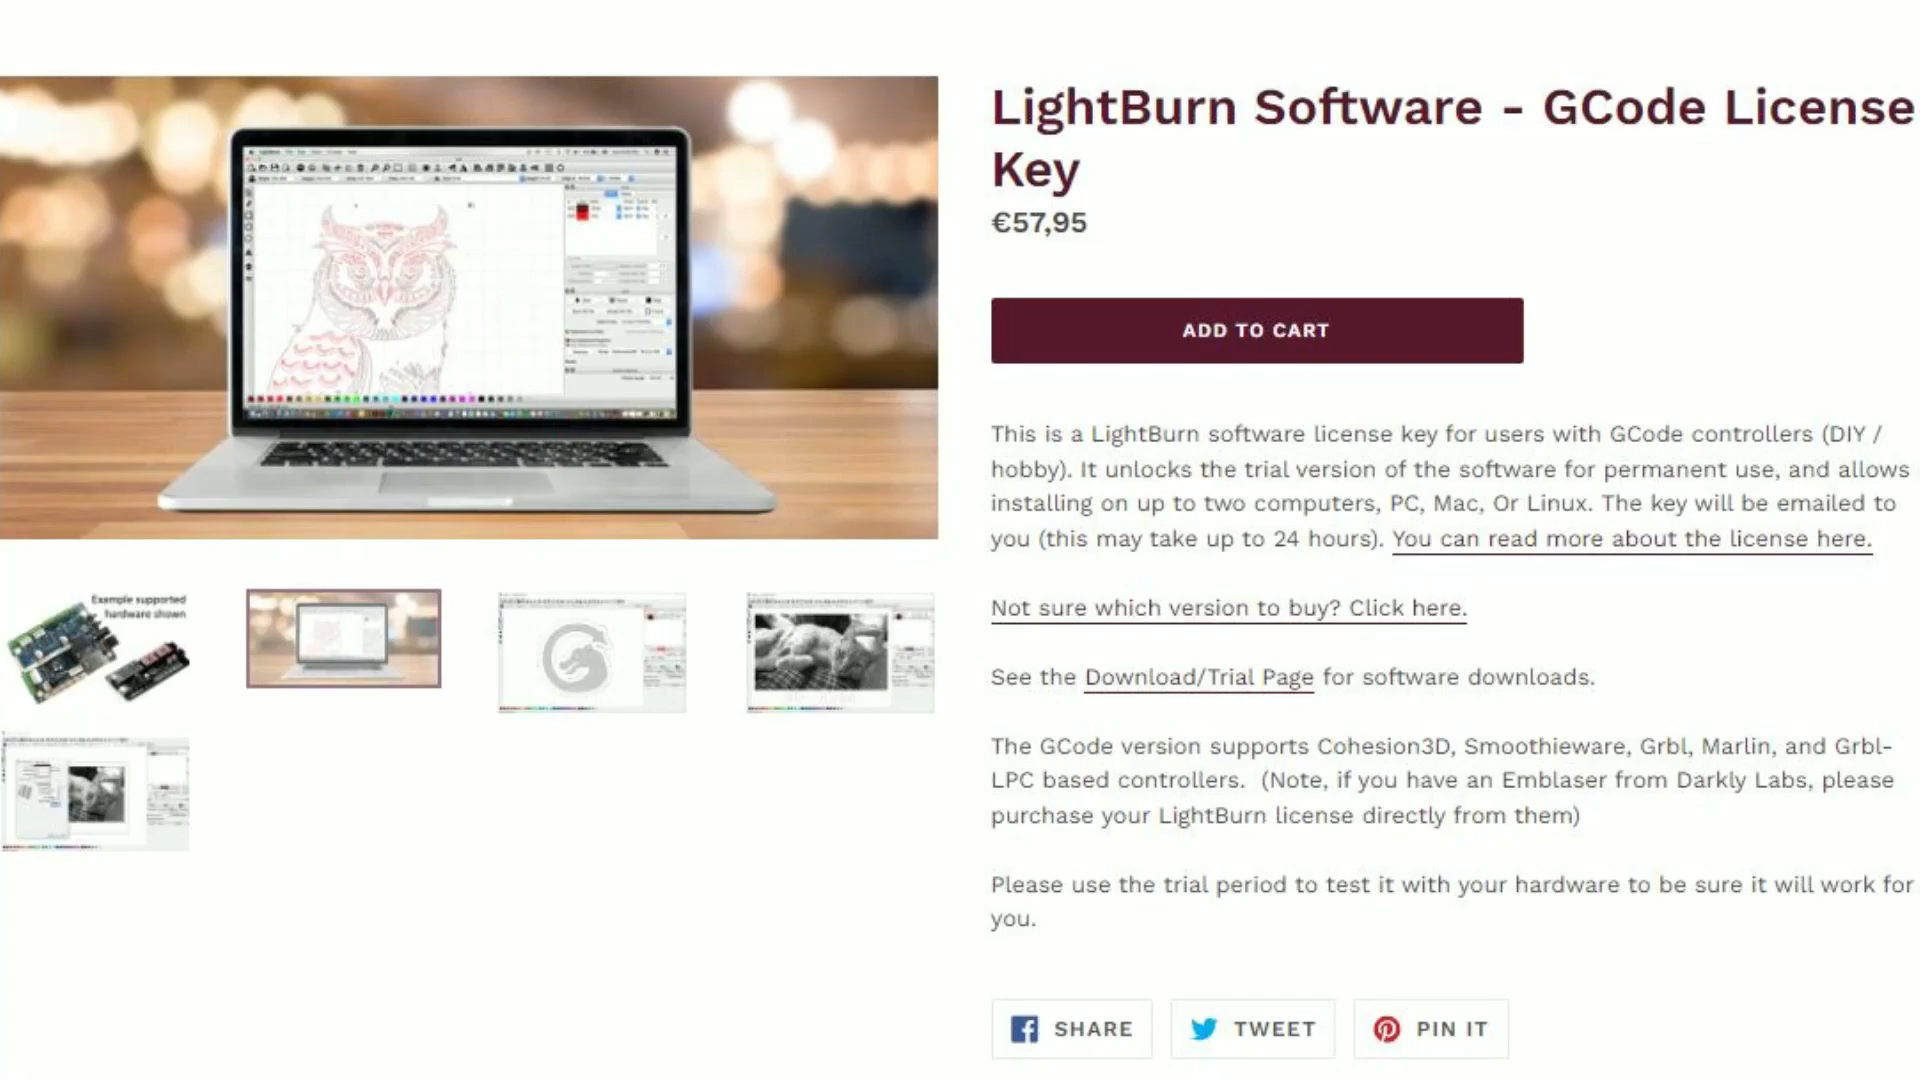 LightBurn Software - GCode License
Key
€57,95
ADD TO CART
This is a LightBurn software license key for users with GCode controllers (DIY /
hobby). It unlocks the trial version of the software for permanent use, and allows
installing on up to two computers, PC, Mac, Or Linux. The key will be emailed to
you (this may take up to 24 hours). You can read more about the license here.
Not sure which version to buy? Click here.
See the Download/Trial Page for software downloads.
The GCode version supports Cohesion3D, Smoothieware, Grbl, Marlin, and Grbl-
LPC based controllers. (Note, if you have an Emblaser from Darkly Labs, please
purchase your LightBurn license directly from them)
Please use the trial period to test it with your hardware to be sure it will work for
you.
SHARE
TWEET
PIN IT
Example supported
hardware shown